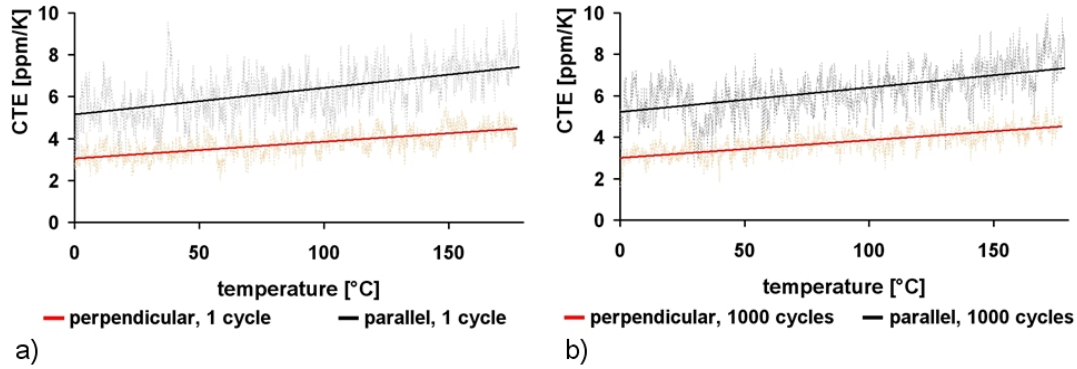 10
8
6
4
2
0
CTE [ppm/K]
0 50 100 150
temperature [°C]
perpendicular, 1 cycle parallel, 1 cycle
a)
10
8
6
4
2
0
CTE [ppm/K]
0 50 100 150
temperature [°C]
perpendicular, 1000 cycles parallel, 1000 cycles
b)